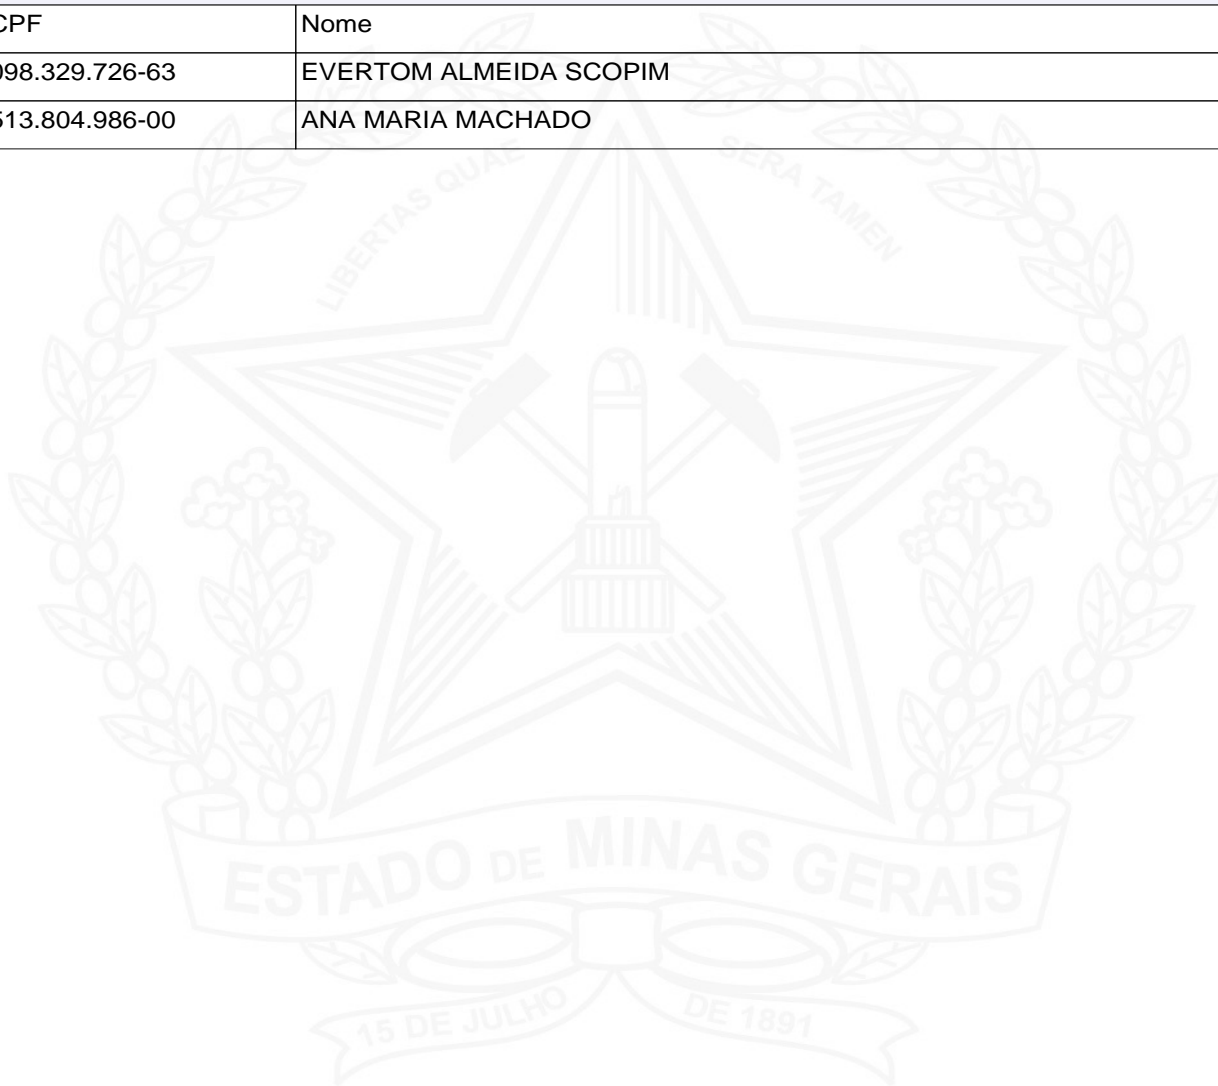 CPF Nome
098.329.726-63 EVERTOM ALMEIDA SCOPIM
513.804.986-00 ANA MARIA MACHADO
LIBERTAS QUAE SERA TAMEN
ESTADO DE MINAS GERAIS
15 DE JULHO DE 1891